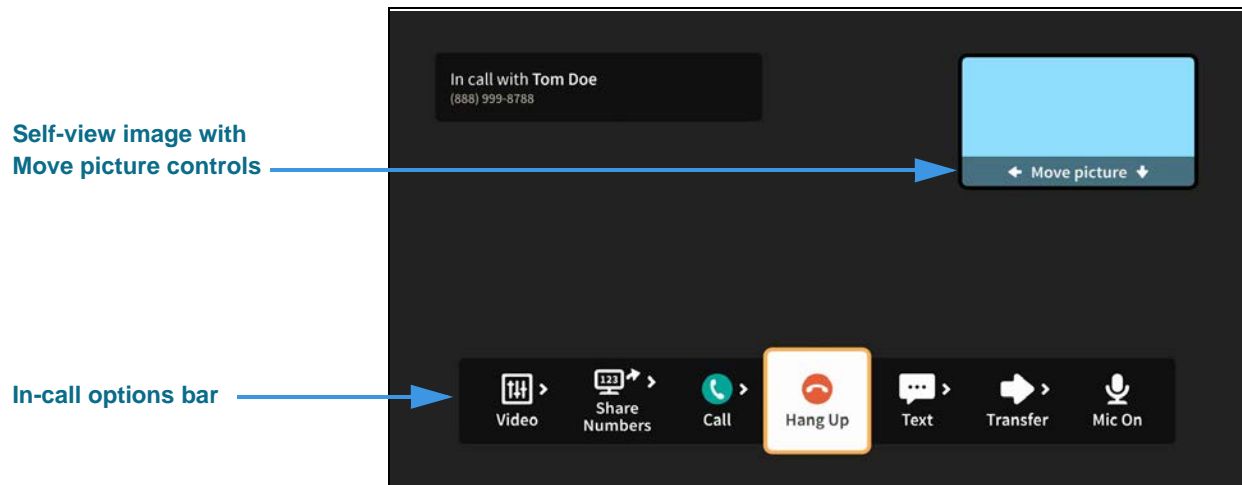 In call with Tom Doe
(888) 999-8788
Self-view image with
Move picture controls
Move picture
In-call options bar
123
Video
Share
Numbers
Call
Hang Up
Text
Transfer
Mic On